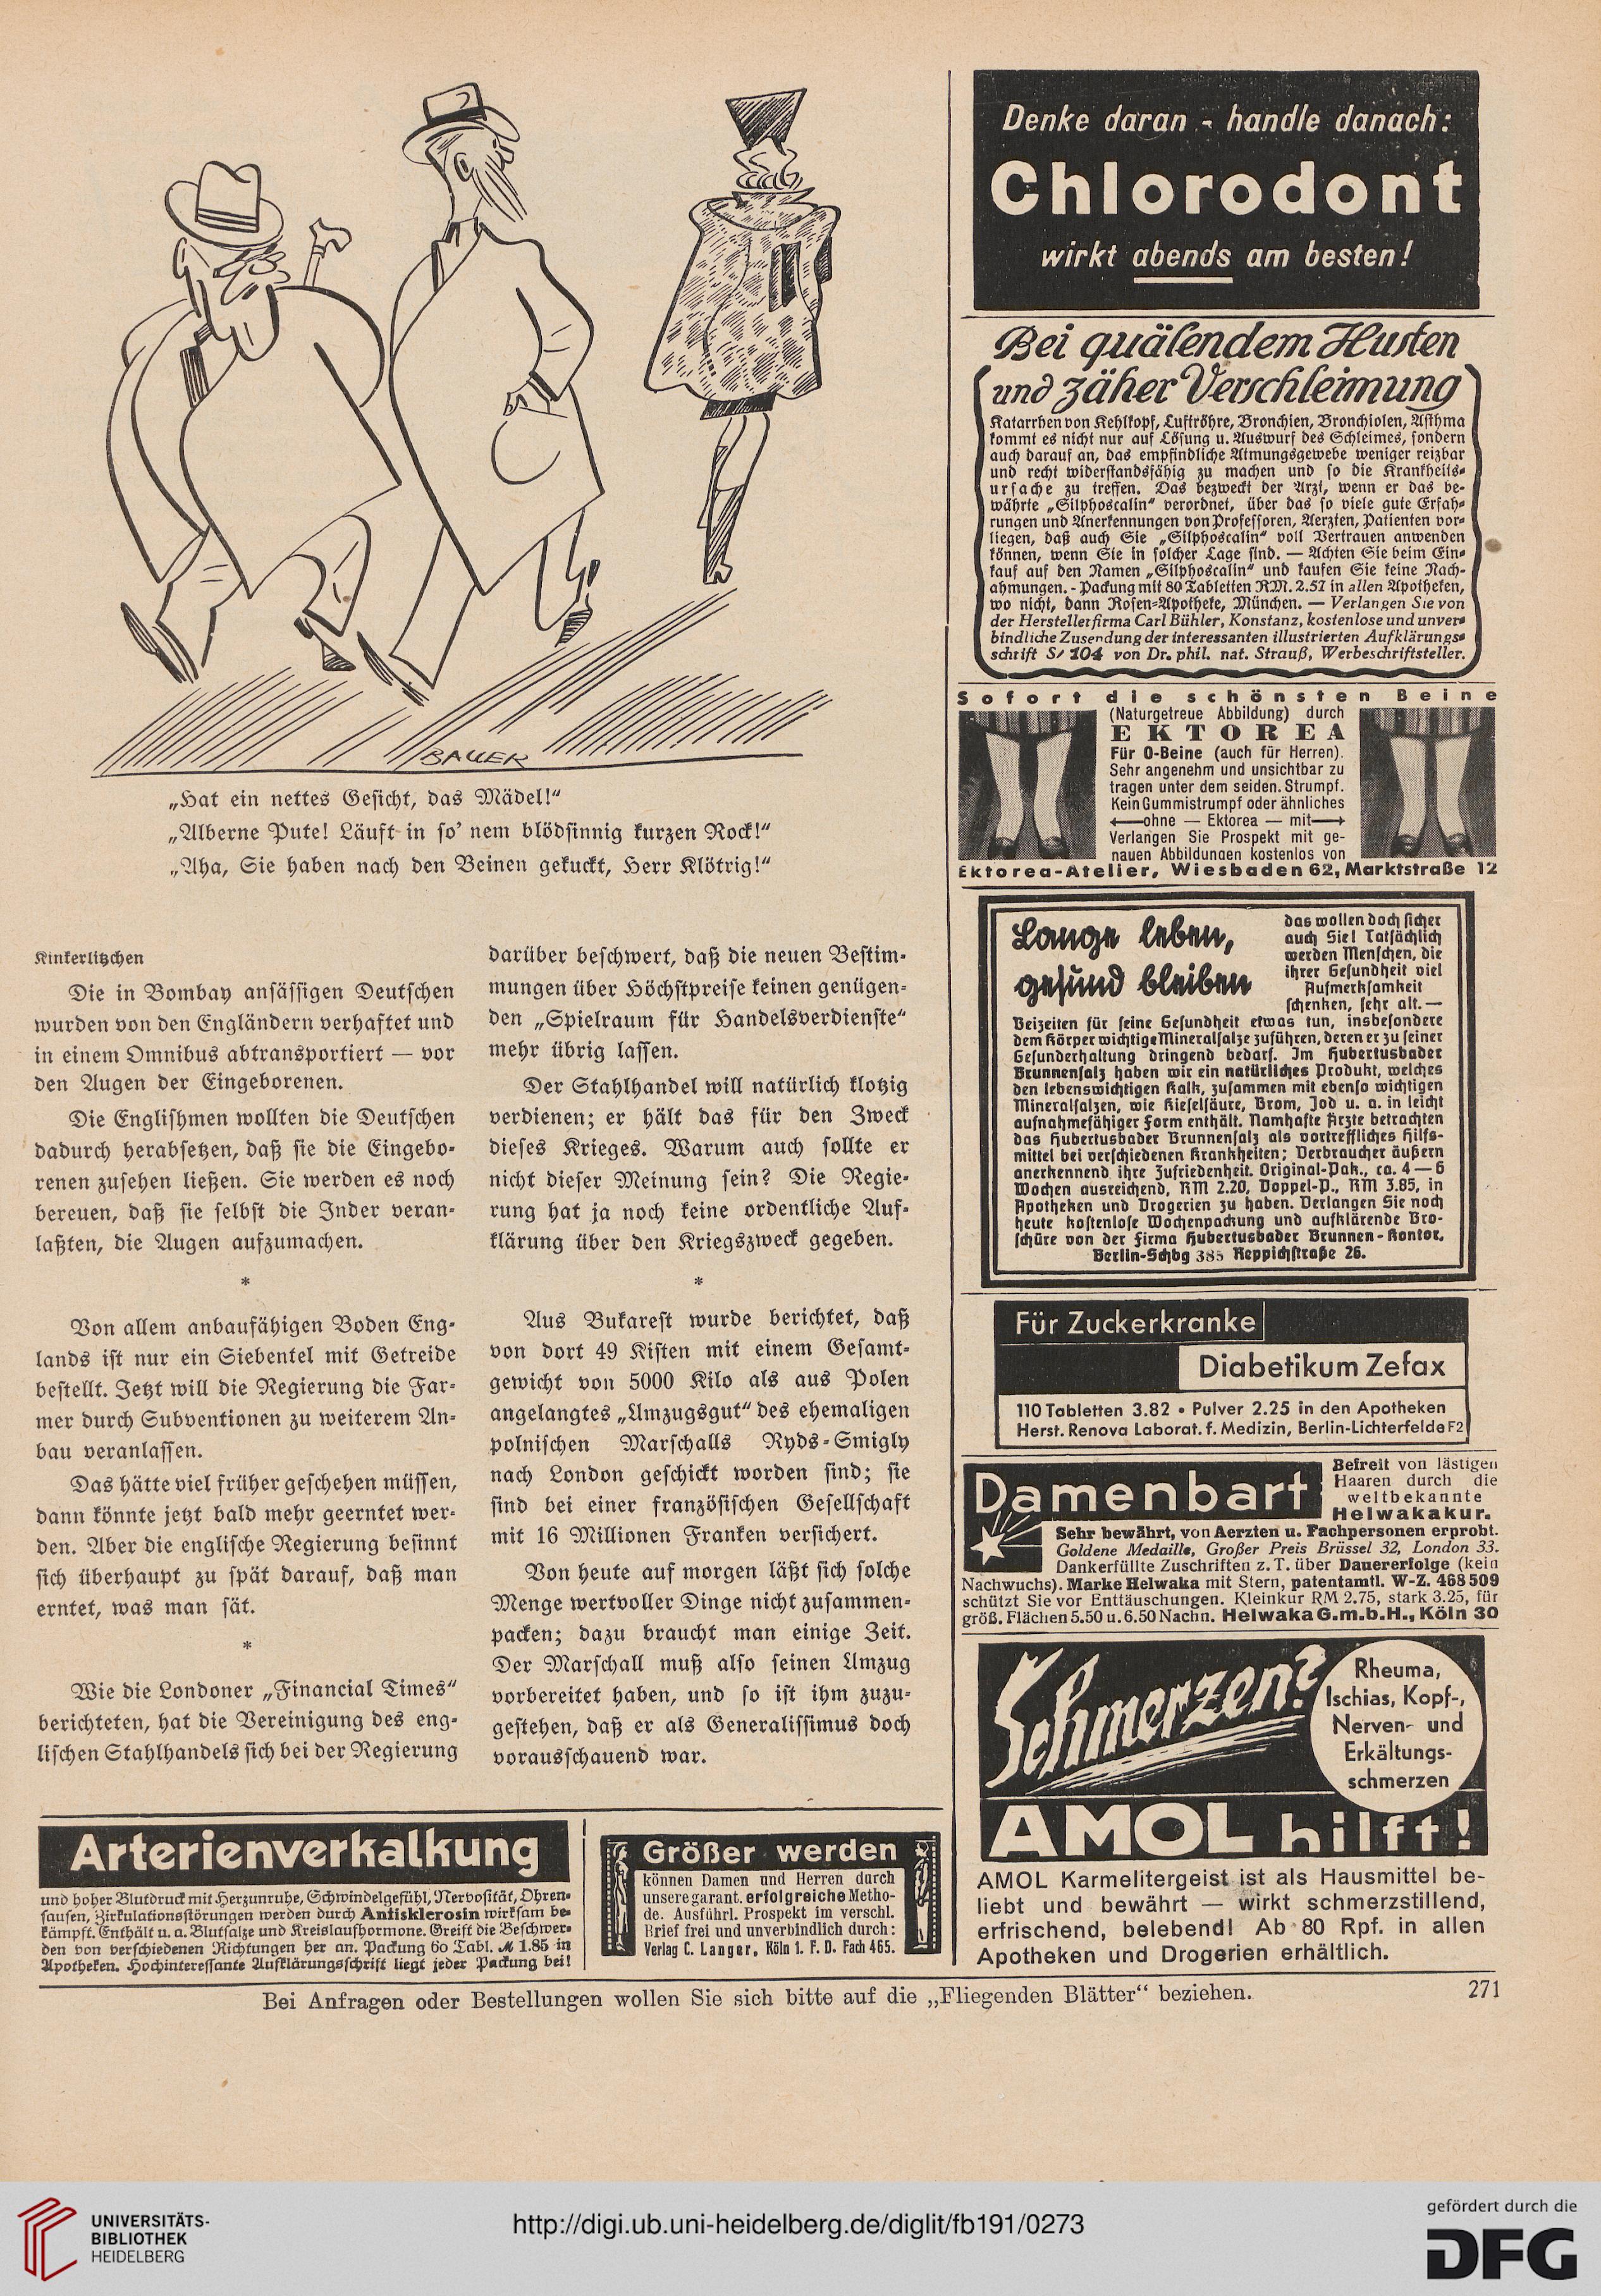 BAUER
„Hat ein nettes Gesicht, das Mädel!“
„Alberne Pute! Läuft in so’ nem blödsinnig kurzen Rock!“
„Aha, Sie haben nach den Beinen gekuckt, Herr Klötrig!“
Kinkerlitzchen
Die in Bombay ansässigen Deutschen
wurden von den Engländern verhaftet und
in einem Omnibus abtransportiert — vor
den Augen der Eingeborenen.
Die Englishmen wollten die Deutschen
dadurch herabsetzen, daß sie die Eingebo-
renen zusehen ließen. Sie werden es noch
bereuen, daß sie selbst die Inder veran-
laßten, die Augen aufzumachen.
*
Von allem anbaufähigen Boden Eng-
lands ist nur ein Siebentel mit Getreide
bestellt. Jetzt will die Regierung die Far-
mer durch Subventionen zu weiterem An-
bau veranlassen.
Das hätte viel früher geschehen müssen,
dann könnte jetzt bald mehr geerntet wer-
den. Aber die englische Regierung besinnt
sich überhaupt zu spät darauf, daß man
erntet, was man sät.
*
Wie die Londoner „Financial Times“
berichteten, hat die Vereinigung des eng-
lischen Stahlhandels sich bei der Regierung
darüber beschwert, daß die neuen Bestim-
mungen über Höchstpreise keinen genügen-
den „Spielraum für Handelsverdienste“
mehr übrig lassen.
Der Stahlhandel will natürlich klotzig
verdienen; er hält das für den Zweck
dieses Krieges. Warum auch sollte er
nicht dieser Meinung sein? Die Regie-
rung hat ja noch keine ordentliche Auf-
klärung über den Kriegszweck gegeben.
*
Aus Bukarest wurde berichtet, daß
von dort 49 Kisten mit einem Gesamt-
gewicht von 5000 Kilo als aus Polen
angelangtes „Umzugsgut“ des ehemaligen
polnischen Marschalls Ryds-Smigly
nach London geschickt worden sind; sie
sind bei einer französischen Gesellschaft
mit 16 Millionen Franken versichert.
Von heute auf morgen läßt sich solche
Menge wertvoller Dinge nicht zusammen-
packen; dazu braucht man einige Zeit.
Der Marschall muß also seinen Umzug
vorbereitet haben, und so ist ihm zuzu-
gestehen, daß er als Generalissimus doch
vorausschauend war.
Arterienverkalkung
und hoher Blutdruck mit Herzunruhe, Schwindelgefühl, Nervosität, Ohren-
sausen, Zirkulationsstörungen werden durch Antisklerosin wirksam be-
kämpft. Enthält u. a. Blutsalze und Kreislaufhormone. Greift die Beschwer-
den von verschiedenen Richtungen her an. Packung 60 Tabl. ℳ 1.85 in
Apotheken. Hochinteressante Aufklärungsschrift liegt jeder Packung bei!
Größer werden
können Damen und Herren durch
unsere garant. erfolgreiche Metho-
de. Ausführl. Prospekt im verschl.
Brief frei und unverbindlich durch:
Verlag C. Langer, Köln 1. F. D. Fach 465.
Denke daran - handle danach:
Chlorodont
wirkt abends am besten!
Bei quälendem Husten
und zäher Verschleimung
Katarrhen von Kehlkopf, Luftröhre, Bronchien, Bronchiolen, Asthma
kommt es nicht nur auf Lösung u. Auswurf des Schleimes, sondern
auch darauf an, das empfindliche Atmungsgewebe weniger reizbar
und recht widerstandsfähig zu machen und so die Krankheits-
ursache zu treffen. Das bezweckt der Arzt, wenn er das be-
währte „Silphoscalin“ verordnet, über das so viele gute Erfah-
rungen und Anerkennungen von Professoren, Aerzten, Patienten vor-
liegen, daß auch Sie „Silphoscalin“ voll Vertrauen anwenden
können, wenn Sie in solcher Lage sind. — Achten Sie beim Ein-
kauf auf den Namen „Silphoscalin“ und kaufen Sie keine Nach-
ahmungen. - Packung mit 80 Tabletten RM. 2.57 in allen Apotheken,
wo nicht, dann Rosen-Apotheke, München. — Verlangen Sie von
der Herstellerfirma Carl Bühler, Konstanz, kostenlose und unver-
bindliche Zusendung der interessanten illustrierten Aufklärungs-
schrift S/ 104 von Dr. phil. nat. Strauß, Werbeschriftsteller.
Sofort die schönsten Beine
(Naturgetreue Abbildung) durch
EKTOREA
Für O-Beine (auch für Herren).
Sehr angenehm und unsichtbar zu
tragen unter dem seiden. Strumpf.
Kein Gummistrumpf oder ähnliches
←—ohne — Ektorea — mit—→
Verlangen Sie Prospekt mit ge-
nauen Abbildungen kostenlos von
Ektorea-Atelier, Wiesbaden 62, Marktstraße 12
Lange leben,
gesund bleiben
das wollen doch sicher
auch Sie! Tatsächlich
werden Menschen, die
ihrer Gesundheit viel
Aufmerksamkeit
schenken, sehr alt. —
Beizeiten für seine Gesundheit etwas tun, insbesondere
dem Körper wichtige Mineralsalze zuführen, deren er zu seiner
Gesunderhaltung dringend bedarf. Im Hubertusbader
Brunnensalz haben wir ein natürliches Produkt, welches
den lebenswichtigen Kalk, zusammen mit ebenso wichtigen
Mineralsalzen, wie Kieselsäure, Brom, Jod u. a. in leicht
aufnahmefähiger Form enthält. Namhafte Ärzte betrachten
das Hubertusbader Brunnensalz als vortreffliches Hilfs-
mittel bei verschiedenen Krankheiten; Verbraucher äußern
anerkennend ihre Zufriedenheit. Original-Pak., ca. 4—6
Wochen ausreichend, RM 2.20, Doppel-P., RM 3.85, in
Apotheken und Drogerien zu haben. Verlangen Sie noch
heute kostenlose Wochenpackung und aufklärende Bro-
schüre von der Firma Hubertusbader Brunnen-Kontor,
Berlin-Schbg 385 Reppichstraße 26.
Für Zuckerkranke
Diabetikum Zefax
110 Tabletten 3.82 • Pulver 2.25 in den Apotheken
Herst. Renova Laborat. f. Medizin, Berlin-Lichterfelde F2
Damenbart
Befreit von lästigen
Haaren durch die
weltbekannte
Helwakakur.
Sehr bewährt, von Aerzten u. Fachpersonen erprobt.
Goldene Medaille, Großer Preis Brüssel 32, London 33.
Dankerfüllte Zuschriften z. T. über Dauererfolge (kein
Nachwuchs). Marke Helwaka mit Stern, patentamtl. W-Z. 468 509
schützt Sie vor Enttäuschungen. Kleinkur RM 2.75, stark 3.25, für
größ. Flächen 5.50 u. 6.50 Nachn. Helwaka G.m.b.H., Köln 30
Schmerzen?
Rheuma,
Ischias, Kopf-,
Nerven- und
Erkältungs-
schmerzen
AMOL hilft!
AMOL Karmelitergeist ist als Hausmittel be-
liebt und bewährt — wirkt schmerzstillend,
erfrischend, belebend! Ab 80 Rpf. in allen
Apotheken und Drogerien erhältlich.
Bei Anfragen oder Bestellungen wollen Sie sich bitte auf die „Fliegenden Blätter“ beziehen.
271
UNIVERSITÄTS-
BIBLIOTHEK
HEIDELBERG
http://digi.ub.uni-heidelberg.de/diglit/fb191/0273
gefördert durch die
DFG